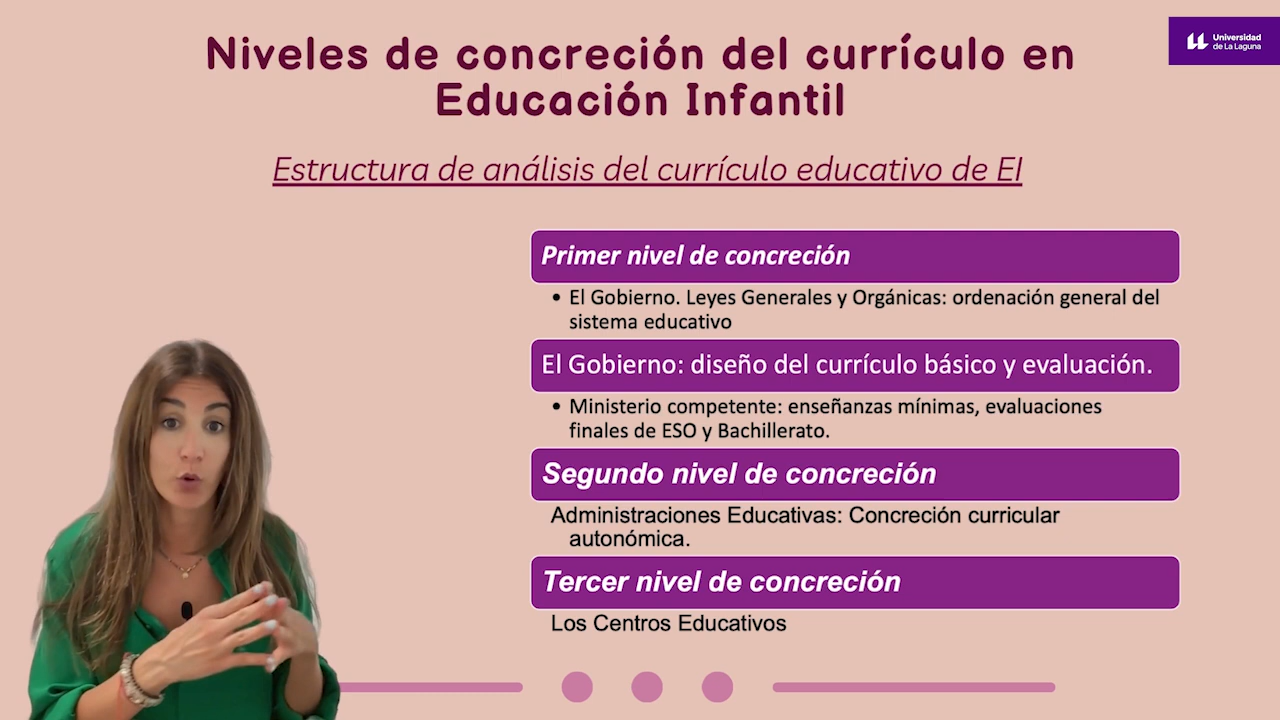 Niveles de concreción del currículo en
Educación Infantil
Universidad
de La Laguna
Estructura de análisis del currículo educativo de EI
Primer nivel de concreción
• El Gobierno. Leyes Generales y Orgánicas: ordenación general del
sistema educativo
El Gobierno: diseño del currículo básico y evaluación.
• Ministerio competente: enseñanzas mínimas, evaluaciones
finales de ESO y Bachillerato.
Segundo nivel de concreción
Administraciones Educativas: Concreción curricular
autonómica.
Tercer nivel de concreción
Los Centros Educativos